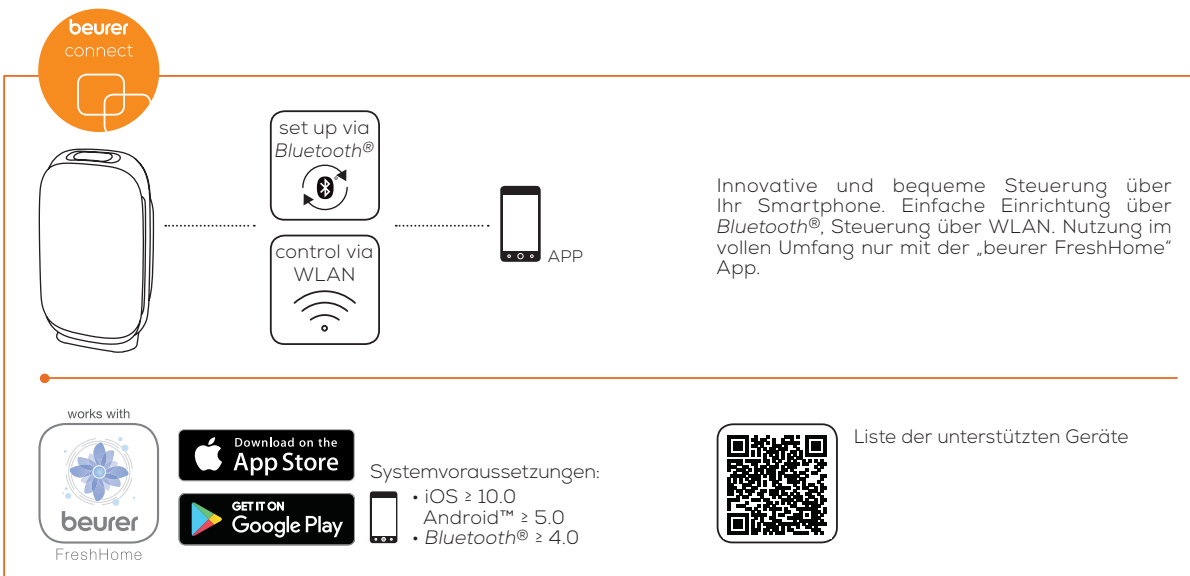 beurer
connect
set up via
Bluetooth®
control via
WLAN
APP
Innovative und bequeme Steuerung über
Ihr Smartphone. Einfache Einrichtung über
Bluetooth®, Steuerung über WLAN. Nutzung im
vollen Umfang nur mit der „beurer FreshHome“
App.
works with
beurer
FreshHome
Download on the
App Store
GET IT ON
Google Play
Systemvoraussetzungen:
• iOS ≥ 10.0
Android™ ≥ 5.0
• Bluetooth® ≥ 4.0
Liste der unterstützten Geräte